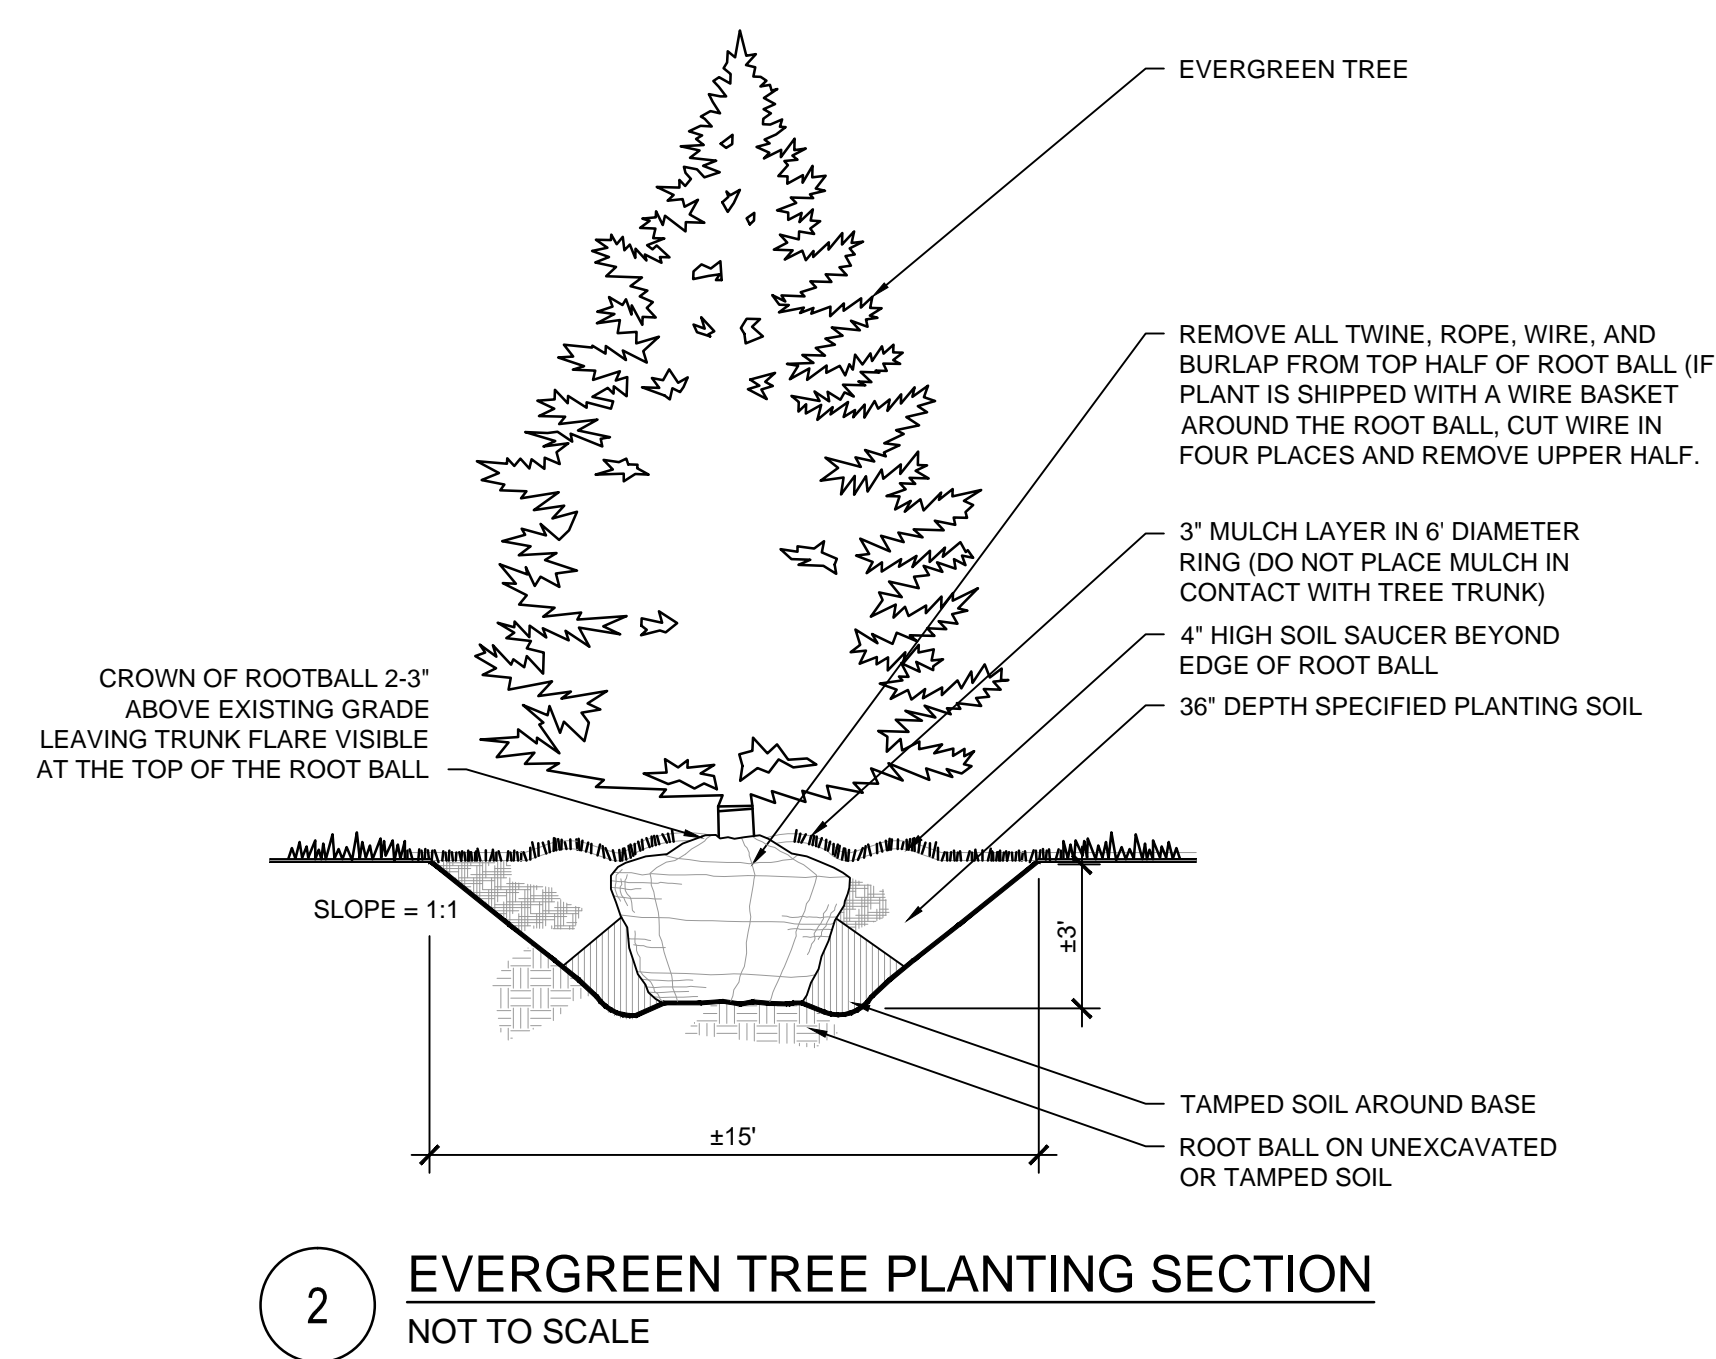 EVERGREEN TREE
REMOVE ALL TWINE, ROPE, WIRE, AND
BURLAP FROM TOP HALF OF ROOT BALL (IF
PLANT IS SHIPPED WITH A WIRE BASKET
AROUND THE ROOT BALL, CUT WIRE IN
FOUR PLACES AND REMOVE UPPER HALF.
3" MULCH LAYER IN 6' DIAMETER
RING (DO NOT PLACE MULCH IN
CONTACT WITH TREE TRUNK)
4" HIGH SOIL SAUCER BEYOND
EDGE OF ROOT BALL
36" DEPTH SPECIFIED PLANTING SOIL
CROWN OF ROOTBALL 2-3"
ABOVE EXISTING GRADE
LEAVING TRUNK FLARE VISIBLE
AT THE TOP OF THE ROOT BALL
SLOPE = 1:1
±3'
±15'
TAMPED SOIL AROUND BASE
ROOT BALL ON UNEXCAVATED
OR TAMPED SOIL
2
EVERGREEN TREE PLANTING SECTION
NOT TO SCALE